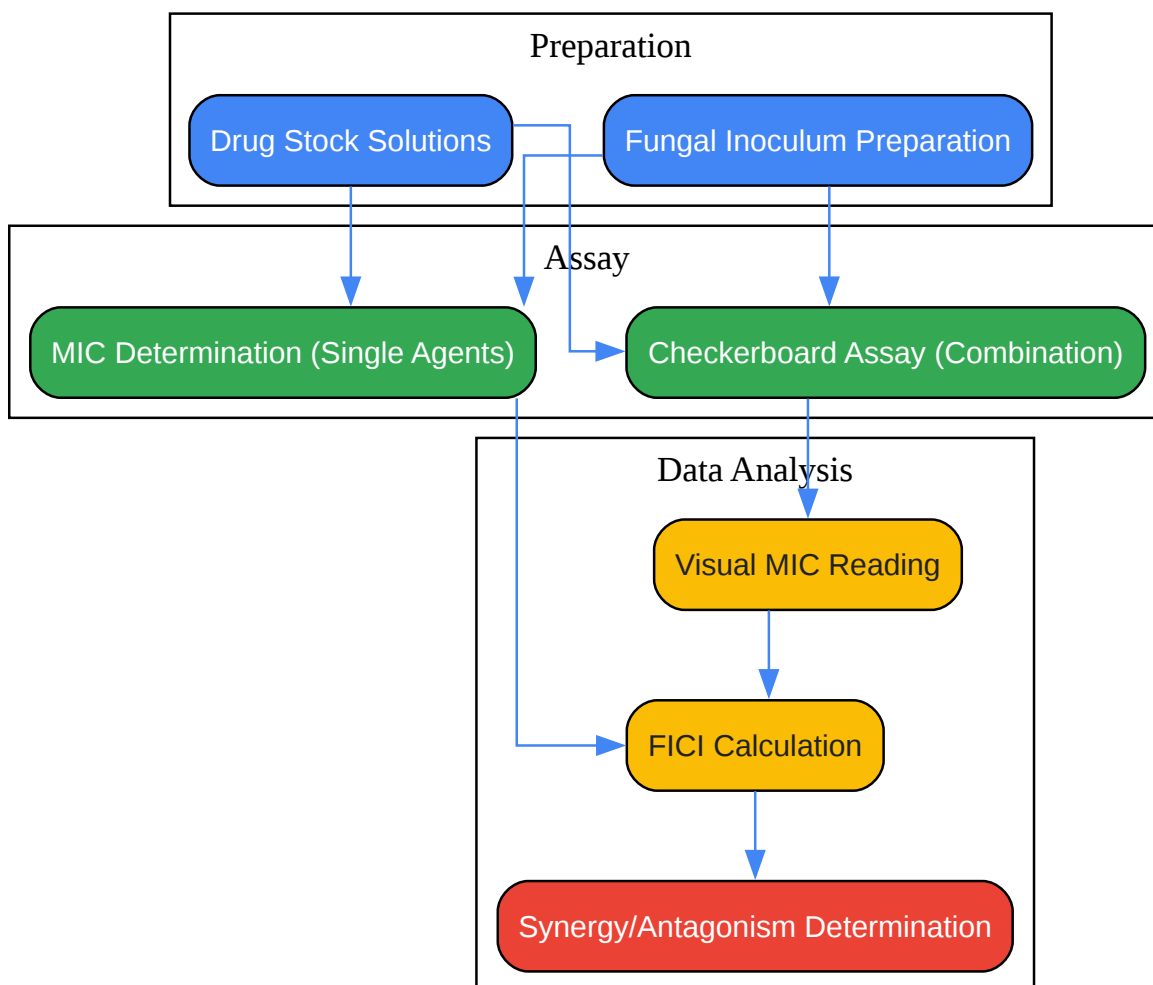 Preparation
Drug Stock Solutions
Fungal Inoculum Preparation
Assay
MIC Determination (Single Agents)
Checkerboard Assay (Combination)
Data Analysis
Visual MIC Reading
FICI Calculation
Synergy/Antagonism Determination